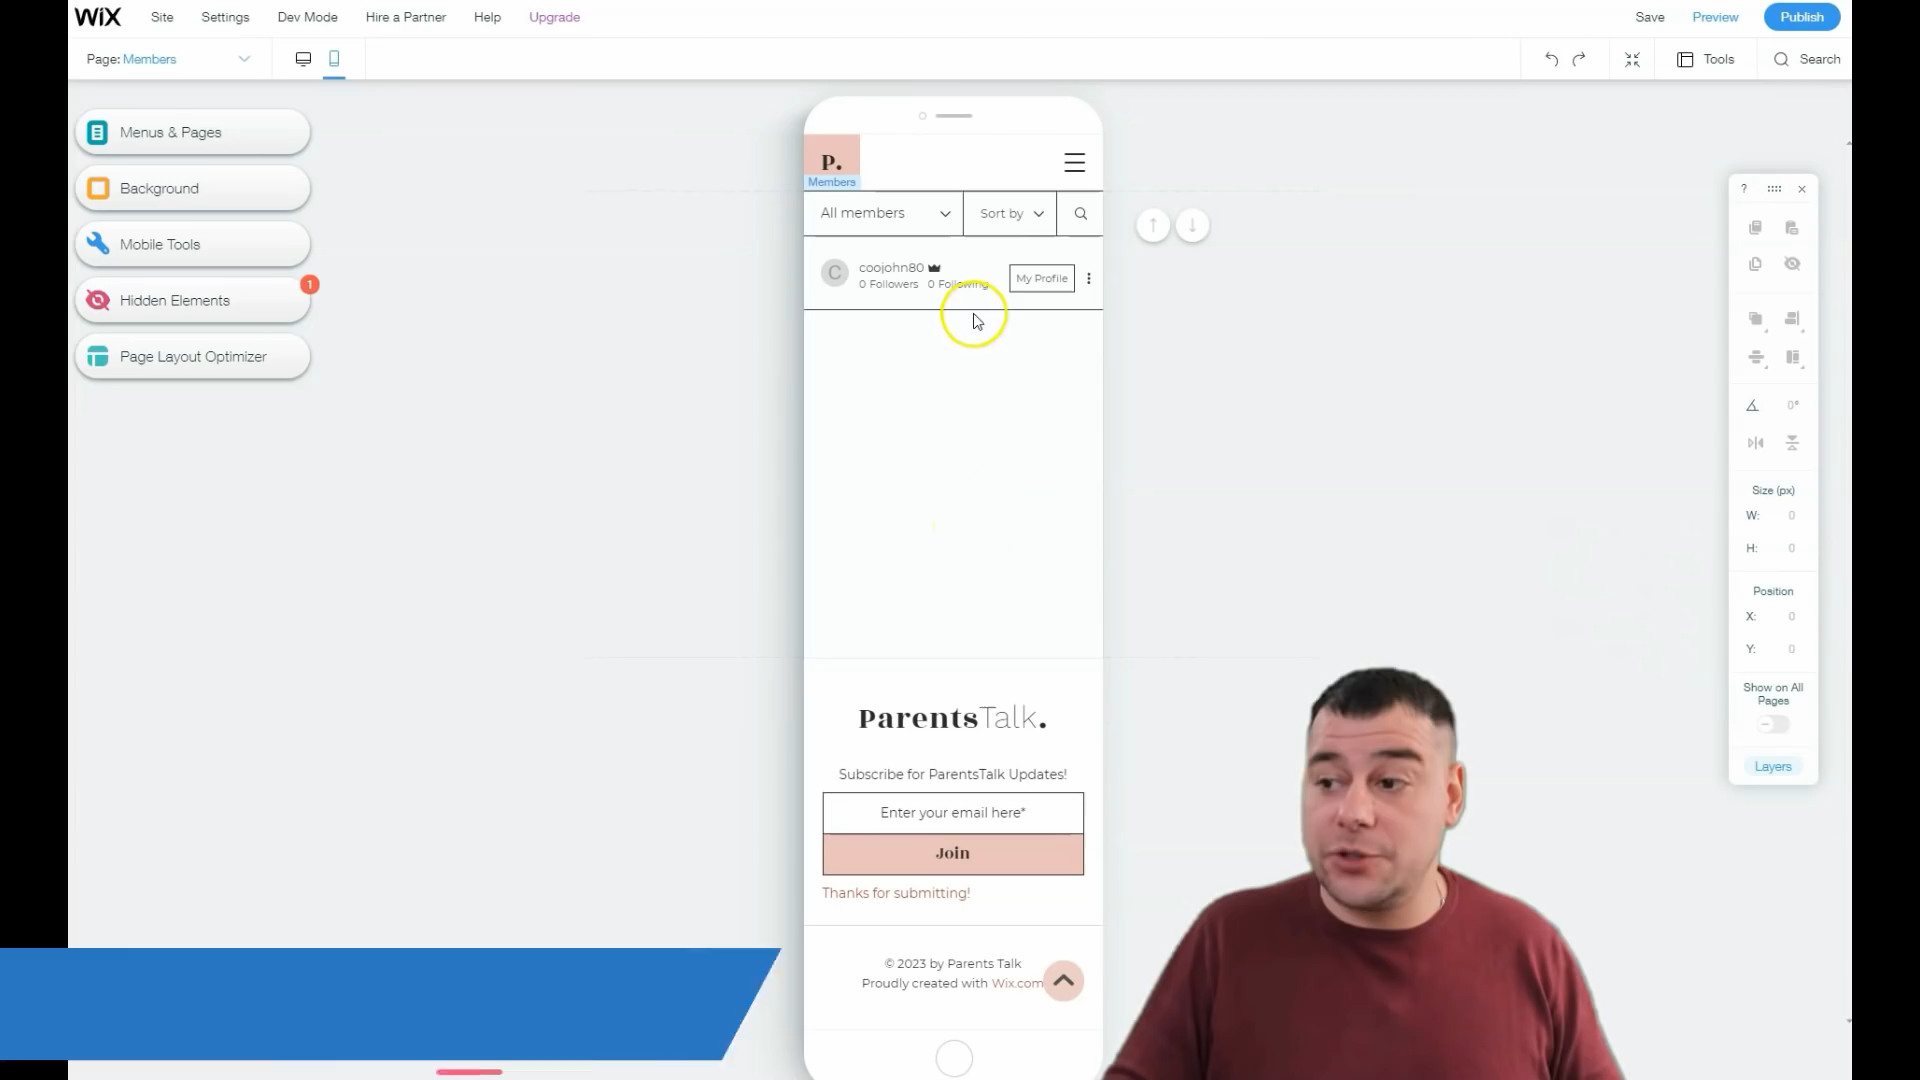 WiX Site Settings Dev Mode Hire a Partner Help Upgrade Save Preview Publish
Page: Members Tools Search
Menus & Pages
Background
Mobile Tools
Hidden Elements 1
Page Layout Optimizer
P.
Members
All members Sort by
C coojohn80 My Profile
0 Followers 0 Following
ParentsTalk.
Subscribe for ParentsTalk Updates!
Enter your email here*
Join
Thanks for submitting!
© 2023 by Parents Talk
Proudly created with Wix.com
?
0°
Size (px)
W: 0
H: 0
Position
X: 0
Y: 0
Show on All
Pages
Layers